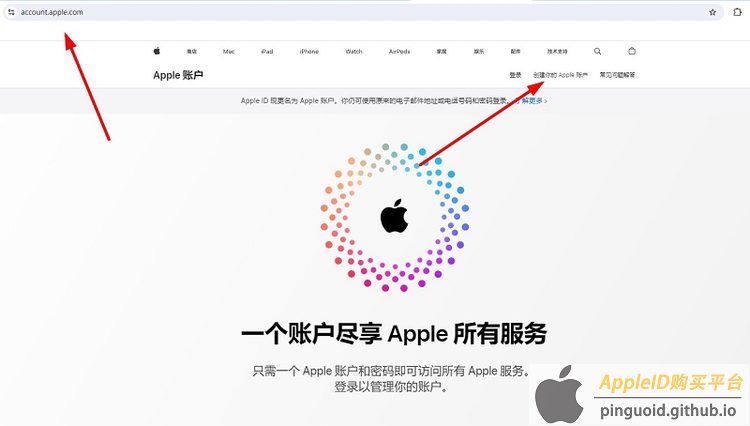 account.apple.com
商店 Mac iPad iPhone Watch AirPods 家居 娱乐 配件 技术支持
Apple 账户 登录 创建你的 Apple 账户 常见问题解答
Apple ID 现更名为 Apple 账户。你仍可使用原来的电子邮件地址或电话号码和密码登录。了解更多 >
一个账户尽享 Apple 所有服务
只需一个 Apple 账户和密码即可访问所有 Apple 服务。
登录以管理你的账户。
AppleID购买平台
pinguoid.github.io